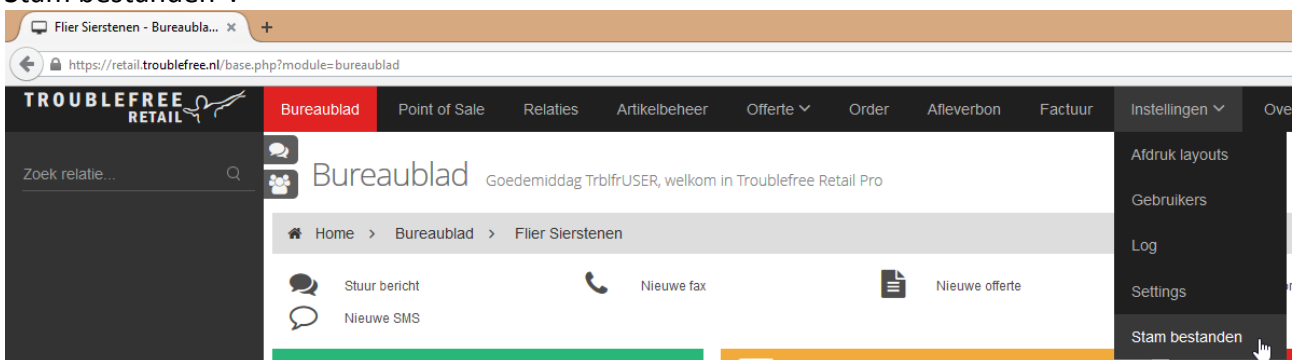 Stam bestanden".
Flier Sierstenen - Bureaubla... × +
https://retail.troublefree.nl/base.php?module=bureaublad
TROUBLEFREE
RETAIL
Bureaublad Point of Sale Relaties Artikelbeheer Offerte Order Afleverbon Factuur Instellingen Ove
Zoek relatie...
Bureaublad Goedemiddag TrblfrUSER, welkom in Troublefree Retail Pro
Home > Bureaublad > Flier Sierstenen
Stuur bericht Nieuwe fax Nieuwe offerte
Nieuwe SMS
Afdruk layouts
Gebruikers
Log
Settings
Stam bestanden